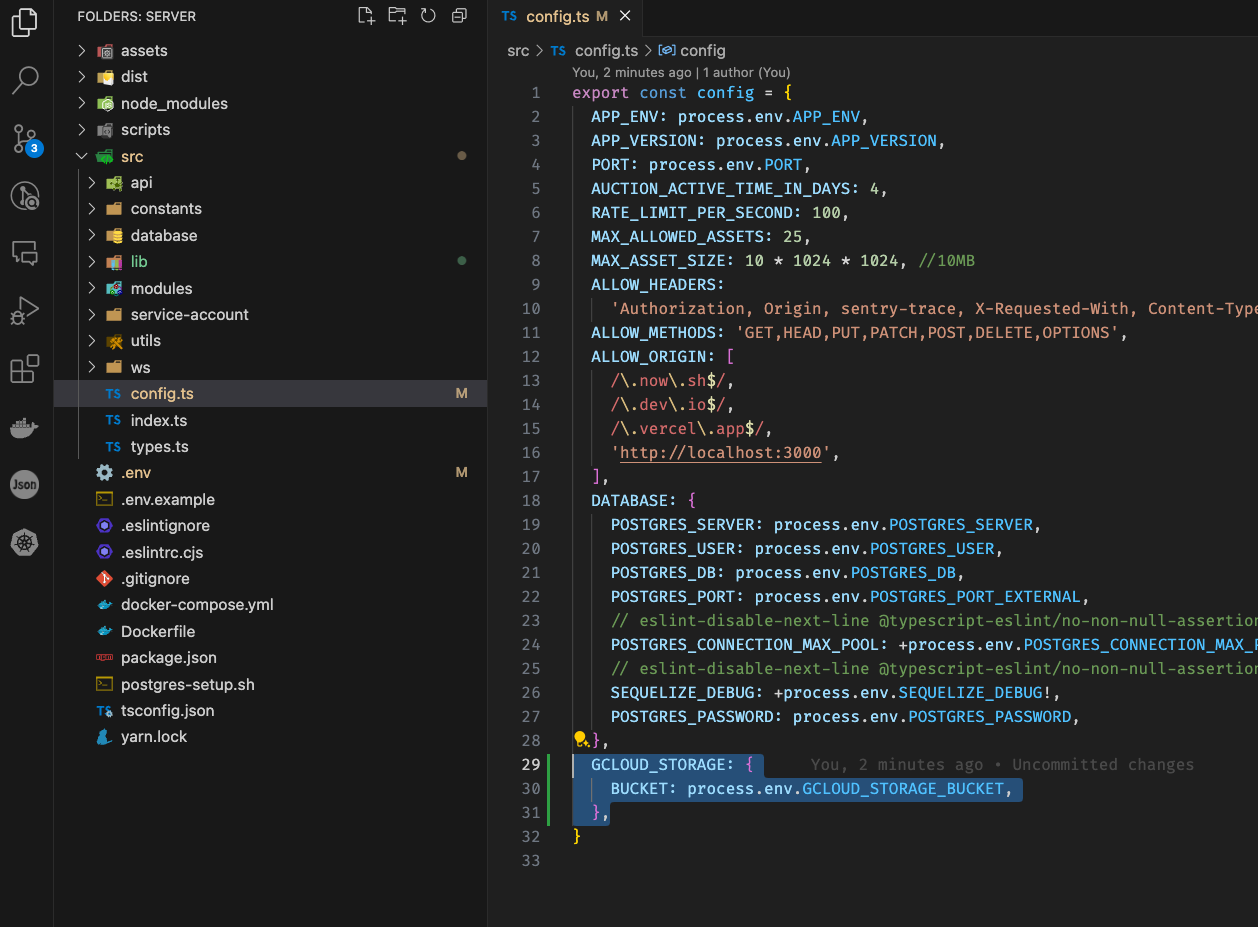 FOLDERS: SERVER
assets
dist
node_modules
scripts
src
api
constants
database
lib
modules
service-account
utils
ws
TS config.ts M
TS index.ts
TS types.ts
.env M
.env.example
.eslintignore
.eslintrc.cjs
.gitignore
docker-compose.yml
Dockerfile
package.json
postgres-setup.sh
TS tsconfig.json
yarn.lock
3
Json
TS config.ts M
src > TS config.ts > config
You, 2 minutes ago | 1 author (You)
1 export const config = {
2 APP_ENV: process.env.APP_ENV,
3 APP_VERSION: process.env.APP_VERSION,
4 PORT: process.env.PORT,
5 AUCTION_ACTIVE_TIME_IN_DAYS: 4,
6 RATE_LIMIT_PER_SECOND: 100,
7 MAX_ALLOWED_ASSETS: 25,
8 MAX_ASSET_SIZE: 10 * 1024 * 1024, //10MB
9 ALLOW_HEADERS:
10 'Authorization, Origin, sentry-trace, X-Requested-With, Content-Type
11 ALLOW_METHODS: 'GET,HEAD,PUT,PATCH,POST,DELETE,OPTIONS',
12 ALLOW_ORIGIN: [
13 /\.now\.sh$/,
14 /\.dev\.io$/,
15 /\.vercel\.app$/,
16 'http://localhost:3000',
17 ],
18 DATABASE: {
19 POSTGRES_SERVER: process.env.POSTGRES_SERVER,
20 POSTGRES_USER: process.env.POSTGRES_USER,
21 POSTGRES_DB: process.env.POSTGRES_DB,
22 POSTGRES_PORT: process.env.POSTGRES_PORT_EXTERNAL,
23 // eslint-disable-next-line @typescript-eslint/no-non-null-assertion
24 POSTGRES_CONNECTION_MAX_POOL: +process.env.POSTGRES_CONNECTION_MAX_P
25 // eslint-disable-next-line @typescript-eslint/no-non-null-assertion
26 SEQUELIZE_DEBUG: +process.env.SEQUELIZE_DEBUG!,
27 POSTGRES_PASSWORD: process.env.POSTGRES_PASSWORD,
28 },
29 GCLOUD_STORAGE: { You, 2 minutes ago • Uncommitted changes
30 BUCKET: process.env.GCLOUD_STORAGE_BUCKET,
31 },
32 }
33